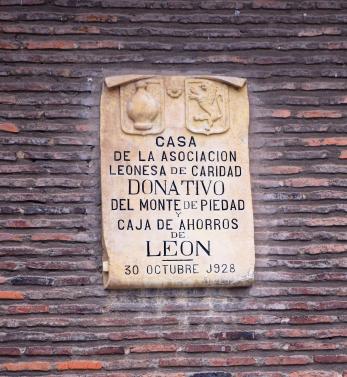 CASA
DE LA ASOCIACION
LEONESA DE CARIDAD
DONATIVO
DEL MONTE DE PIEDAD
Y
CAJA DE AHORROS
DE
LEON
30 OCTUBRE 1928